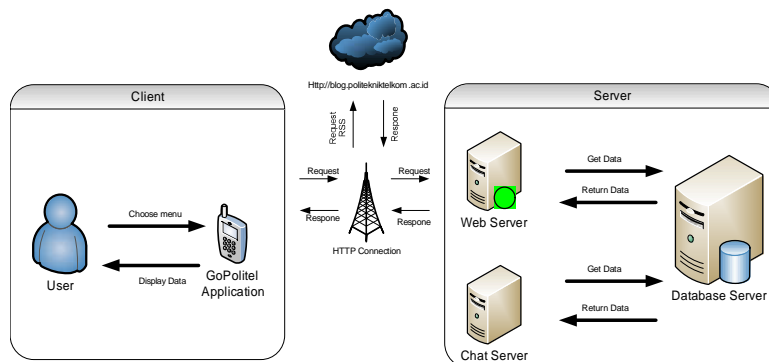 Http://blog.politekniktelkom.ac.id
Client
Server
Request
RSS
Respone
Request
Request
Respone
Respone
HTTP Connection
Choose menu
Display Data
User
GoPolitel
Application
Get Data
Return Data
Web Server
Get Data
Return Data
Chat Server
Database Server